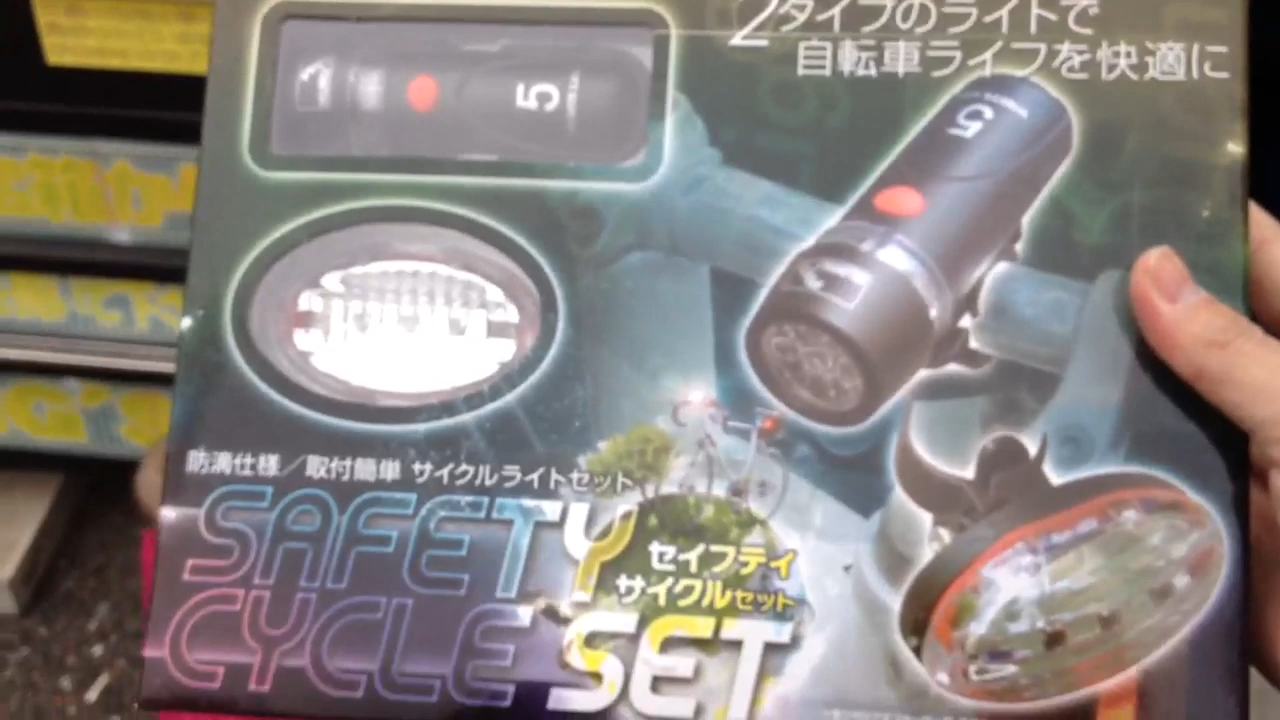 2タイプのライトで
自転車ライフを快適に
5
5
防滴仕様／取付簡単 サイクルライトセット
SAFETY
セイフティ
サイクルセット
CYCLE SET